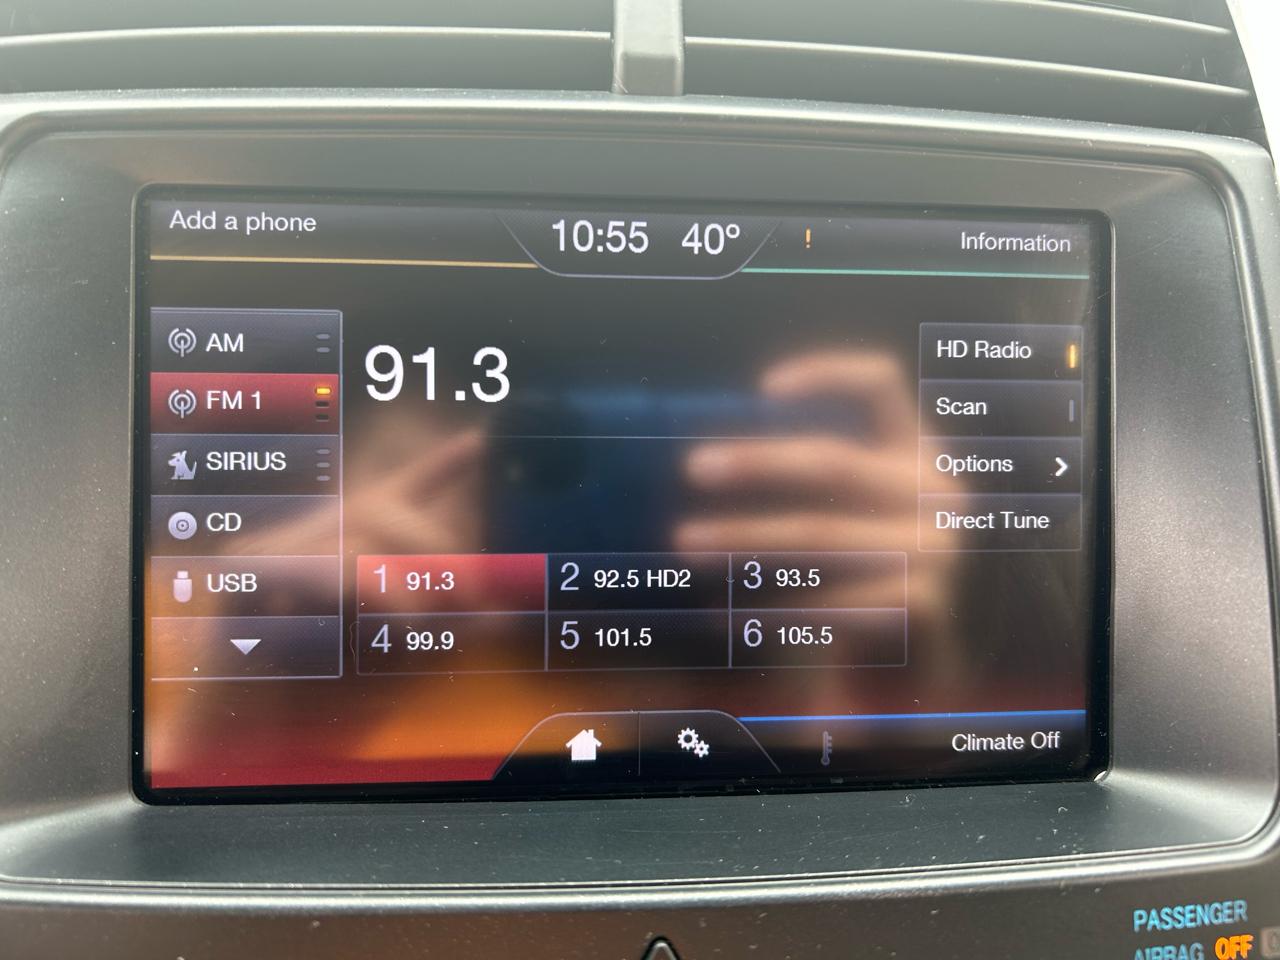 Add a phone
10:55 40°
!
Information
AM
FM 1
SIRIUS
CD
USB
91.3
HD Radio
Scan
Options
Direct Tune
1 91.3
2 92.5 HD2
3 93.5
4 99.9
5 101.5
6 105.5
Climate Off
PASSENGER
AIRBAG OFF